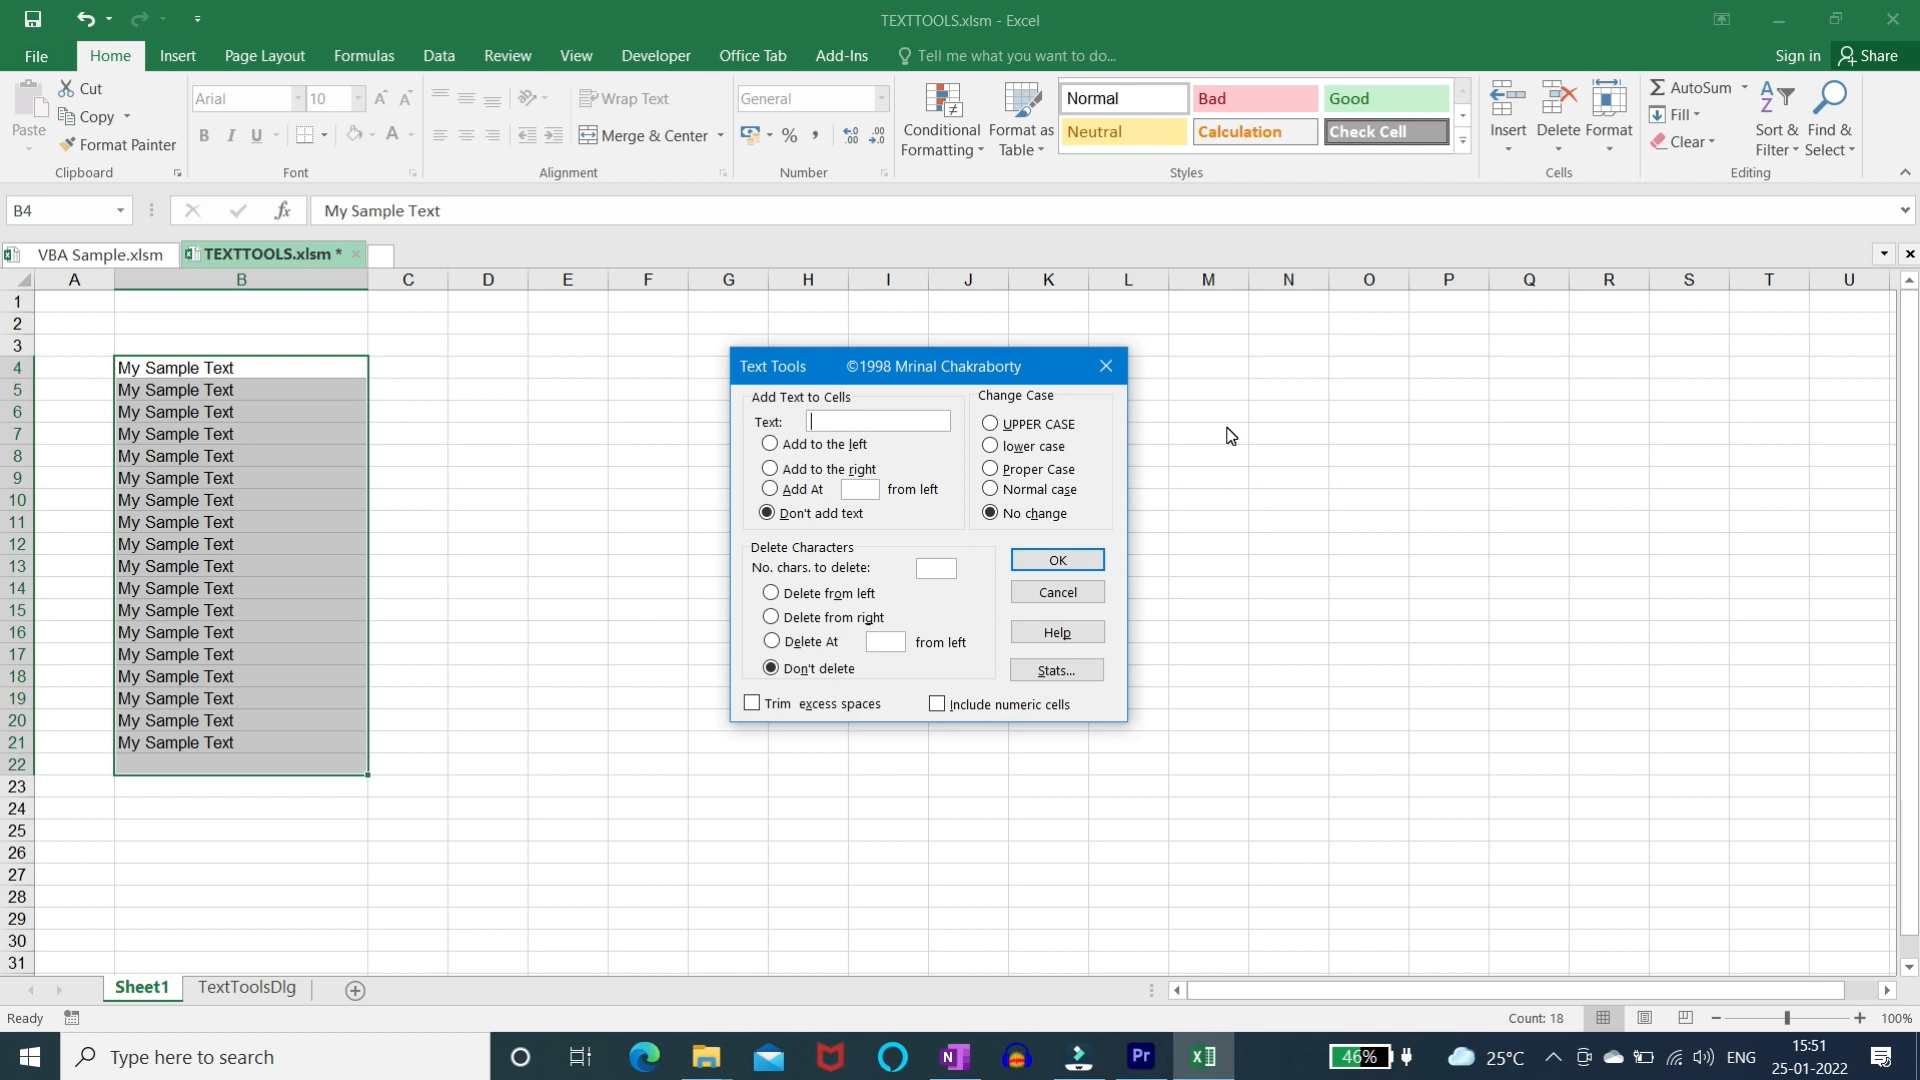 TEXTTOOLS.xlsm - Excel
File Home Insert Page Layout Formulas Data Review View Developer Office Tab Add-Ins Tell me what you want to do... Sign in Share
Paste
Cut
Copy
Format Painter
Clipboard
Arial 10
B I U
A
Font
Wrap Text
Merge & Center
Alignment
General
%
Number
Conditional Formatting
Format as Table
Normal Bad Good
Neutral Calculation Check Cell
Styles
Insert Delete Format
Cells
AutoSum
Fill
Clear
Sort & Filter
Find & Select
Editing
B4 fx My Sample Text
VBA Sample.xlsm TEXTTOOLS.xlsm *
A B C D E F G H I J K L M N O P Q R S T U
1
2
3
4 My Sample Text
5 My Sample Text
6 My Sample Text
7 My Sample Text
8 My Sample Text
9 My Sample Text
10 My Sample Text
11 My Sample Text
12 My Sample Text
13 My Sample Text
14 My Sample Text
15 My Sample Text
16 My Sample Text
17 My Sample Text
18 My Sample Text
19 My Sample Text
20 My Sample Text
21 My Sample Text
22
23
24
25
26
27
28
29
30
31
Text Tools ©1998 Mrinal Chakraborty
Add Text to Cells
Text:
Add to the left
Add to the right
Add At from left
Don't add text
Change Case
UPPER CASE
lower case
Proper Case
Normal case
No change
Delete Characters
No. chars. to delete:
Delete from left
Delete from right
Delete At from left
Don't delete
OK
Cancel
Help
Stats...
Trim excess spaces
Include numeric cells
Sheet1 TextToolsDlg
Ready Count: 18 100%
Type here to search
Pr
46% 25°C ENG
15:51
25-01-2022